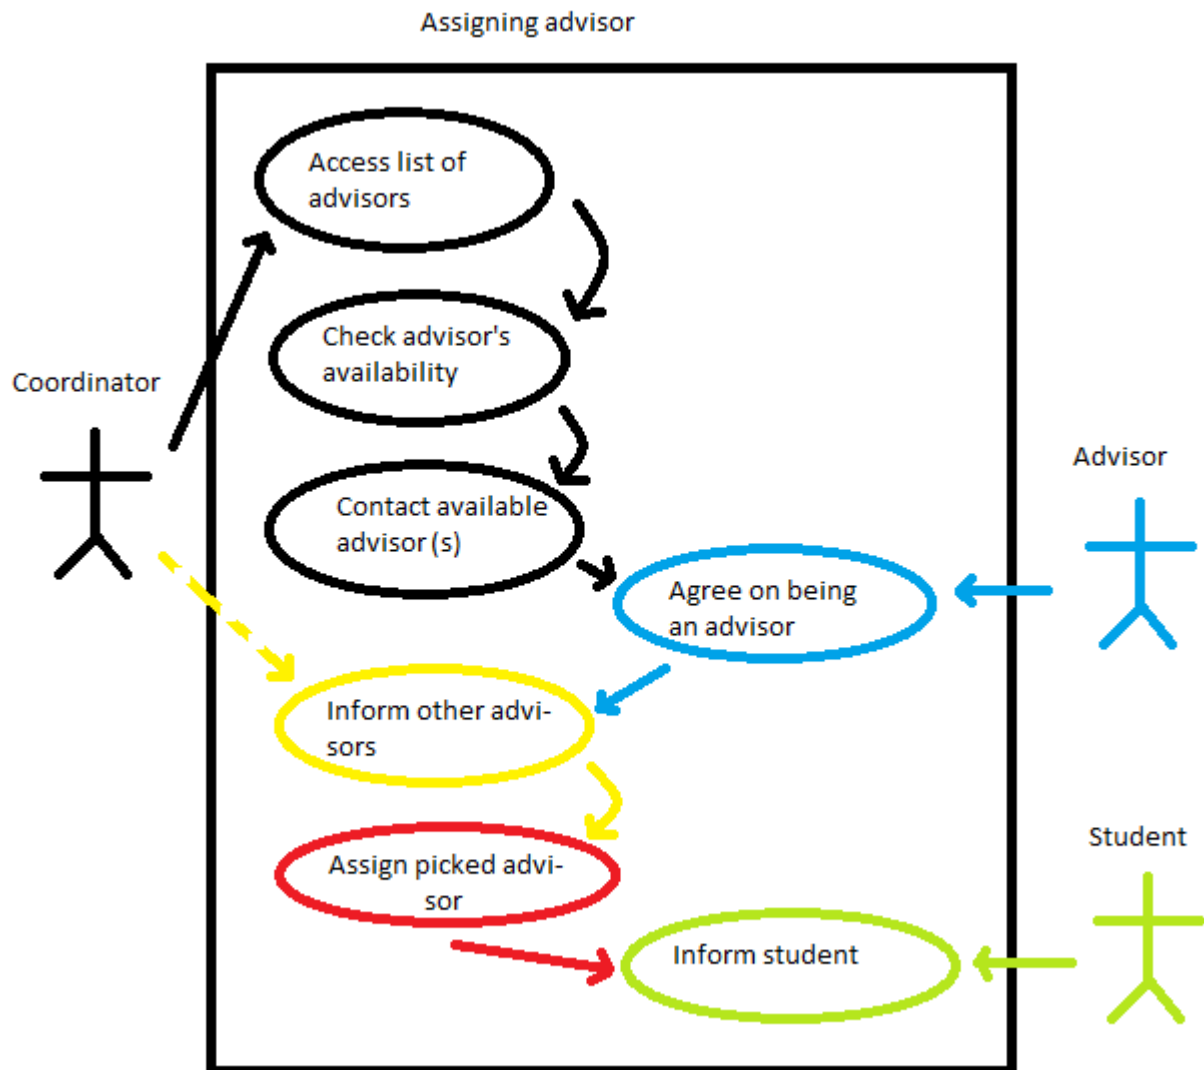 Assigning advisor
Access list of
advisors
Check advisor's
availability
Coordinator
Advisor
Contact available
advisor (s)
Agree on being
an advisor
Inform other advi-
sors
Student
Assign picked advi-
sor
Inform student